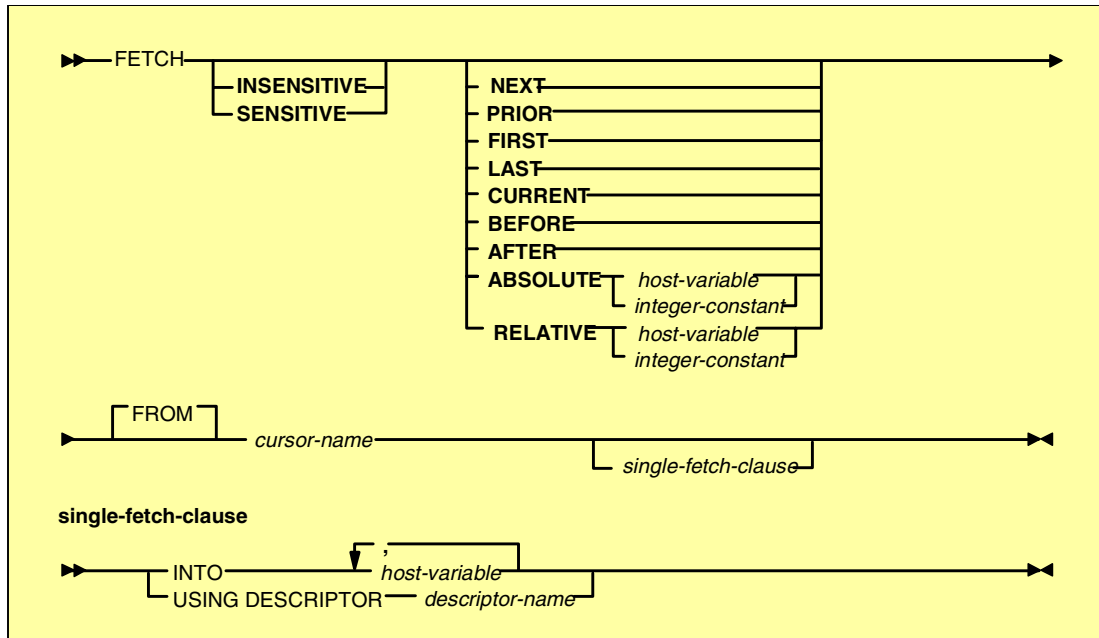 FETCH
INSENSITIVE
SENSITIVE
NEXT
PRIOR
FIRST
LAST
CURRENT
BEFORE
AFTER
ABSOLUTE host-variable
integer-constant
RELATIVE host-variable
integer-constant
FROM
cursor-name
single-fetch-clause
single-fetch-clause
,
INTO host-variable
USING DESCRIPTOR descriptor-name